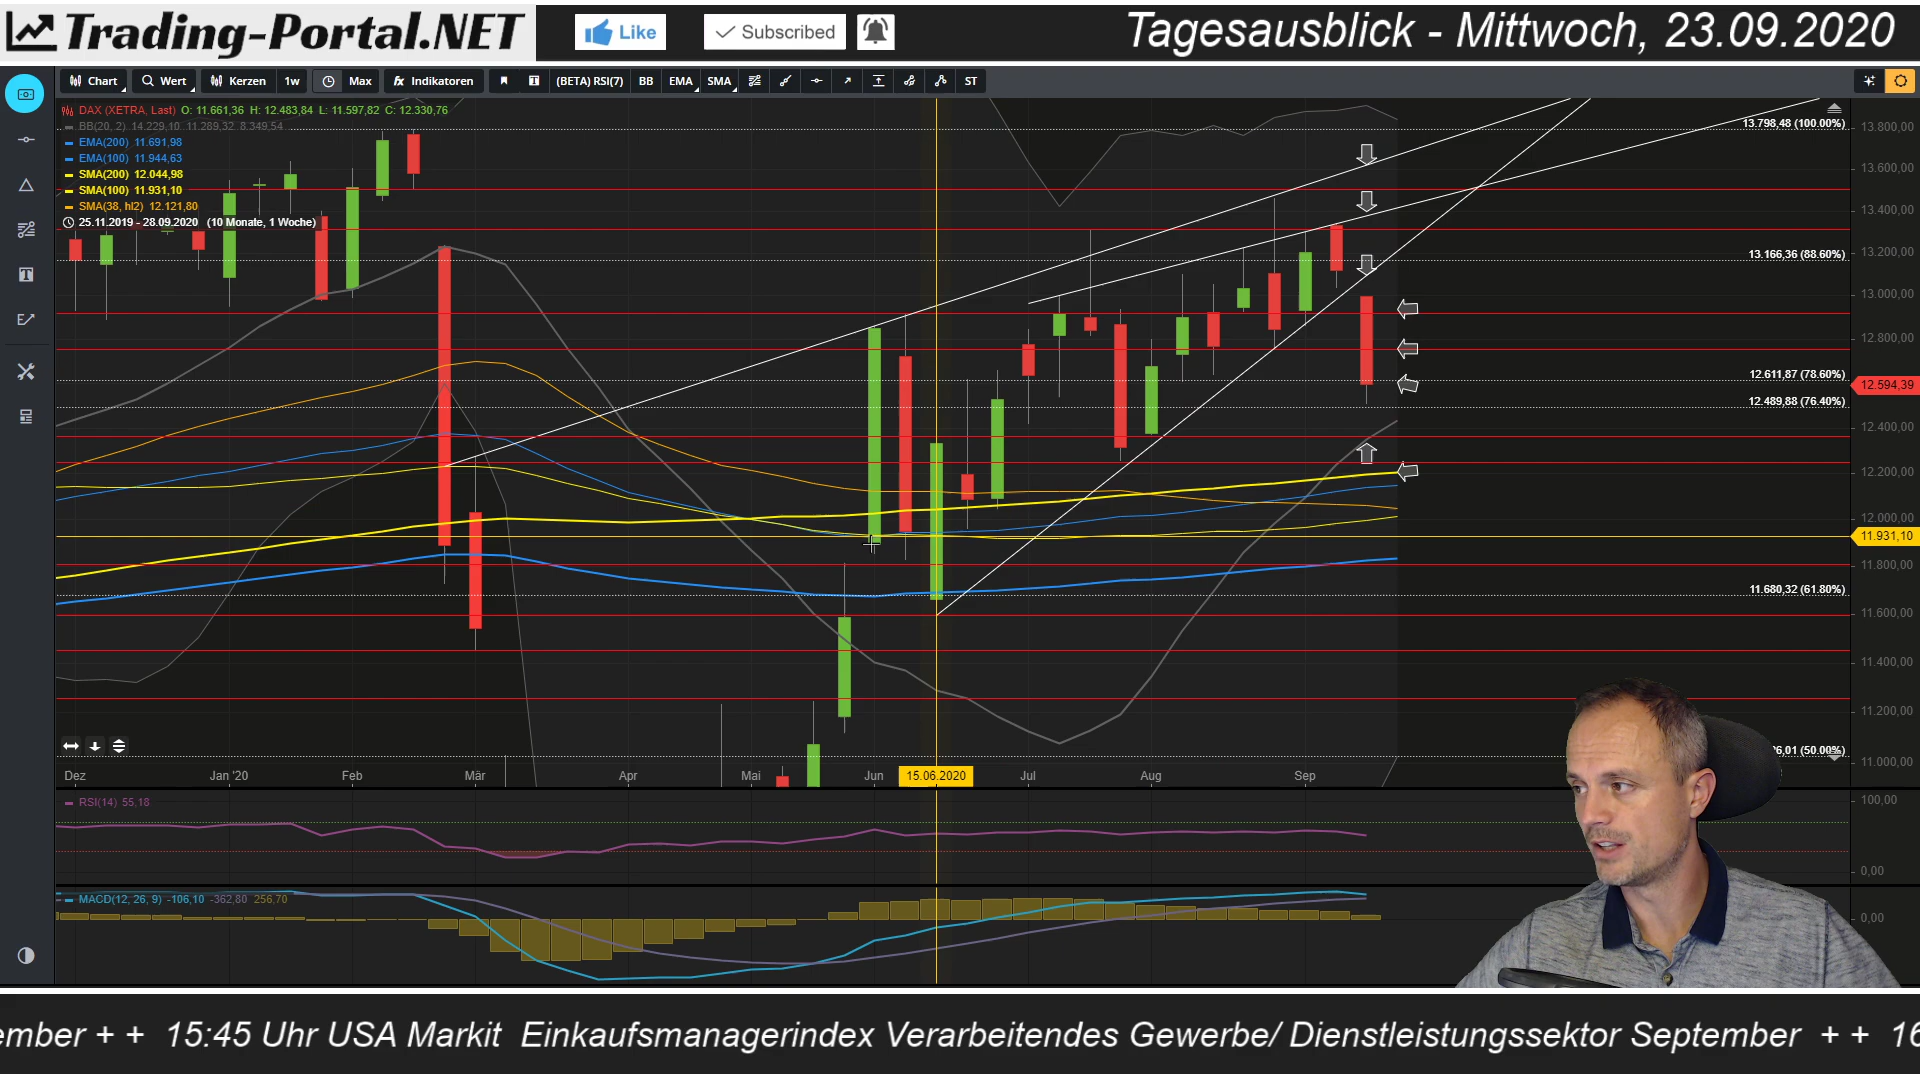 Trading-Portal.NET
Like
Subscribed
Tagesausblick - Mittwoch, 23.09.2020
Chart Wert Kerzen 1w Max fx Indikatoren (BETA) RSI(7) BB EMA SMA ST
DAX (XETRA, Last) O: 11.661,36 H: 12.483,84 L: 11.597,82 C: 12.330,76
BB(20, 2) 14.229,10 11.289,32 8.349,54
EMA(200) 11.691,98
EMA(100) 11.944,63
SMA(200) 12.044,98
SMA(100) 11.931,10
SMA(38, hl2) 12.121,80
25.11.2019 - 28.09.2020 (10 Monate, 1 Woche)
13.798,48 (100.00%)
13.166,36 (88.60%)
12.611,87 (78.60%)
12.489,88 (76.40%)
11.680,32 (61.80%)
6,01 (50.00%)
13.800,00
13.600,00
13.400,00
13.200,00
13.000,00
12.800,00
12.594,39
12.400,00
12.200,00
12.000,00
11.931,10
11.800,00
11.600,00
11.400,00
11.200,00
11.000,00
Dez Jan '20 Feb Mär Apr Mai Jun 15.06.2020 Jul Aug Sep
RSI(14) 55,18
100,00
0,00
MACD(12, 26, 9) -106,10 -362,80 256,70
0,00
ember + + 15:45 Uhr USA Markit Einkaufsmanagerindex Verarbeitendes Gewerbe/ Dienstleistungssektor September + + 16